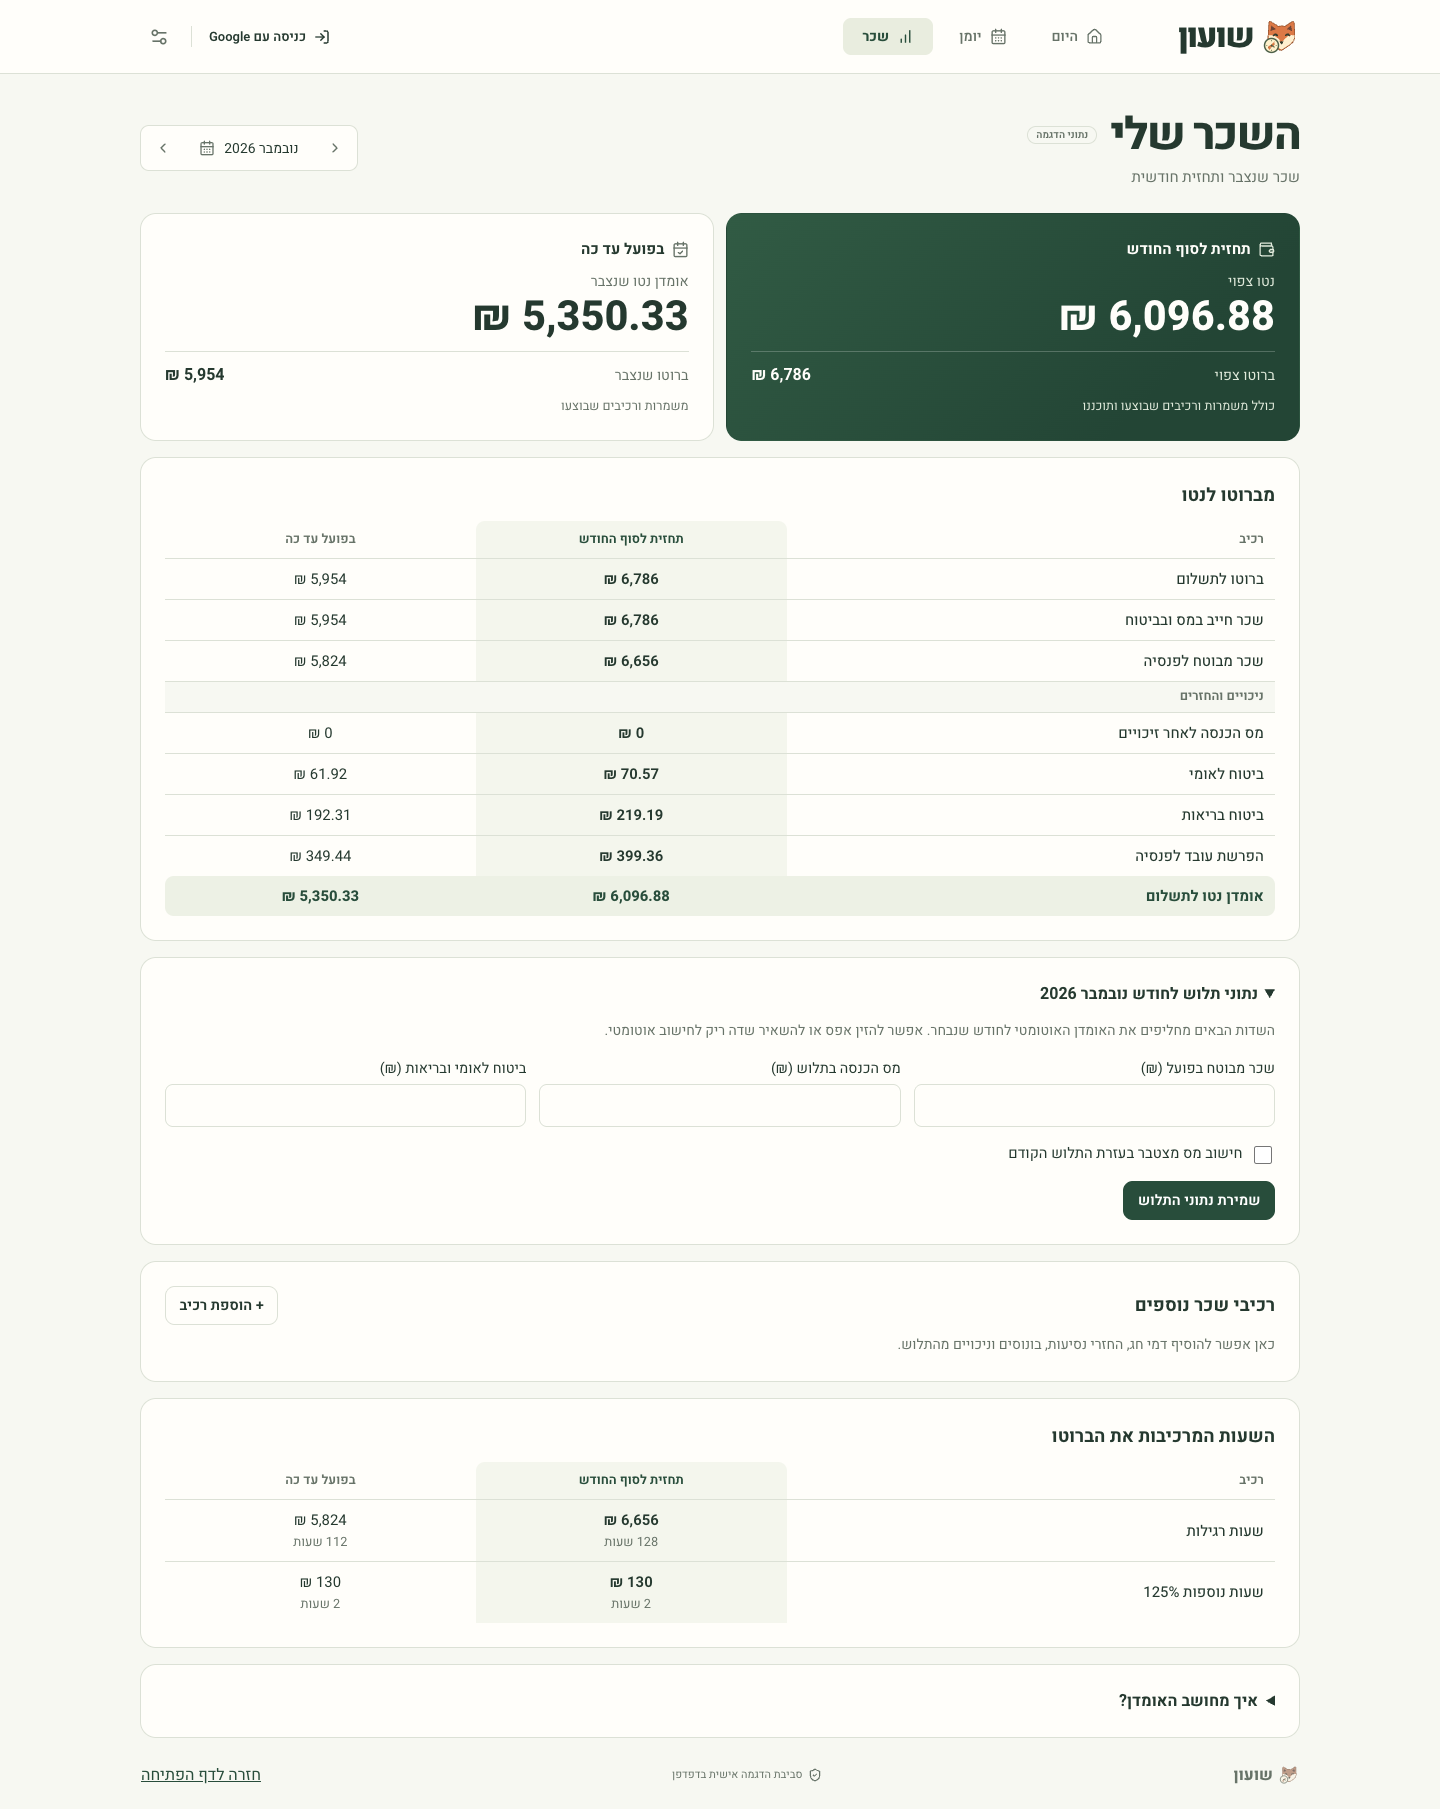 שועון
היום
יומן
שכר
כניסה עם Google
השכר שלי
נתוני הדגמה
שכר שנצבר ותחזית חודשית
נובמבר 2026
תחזית לסוף החודש
נטו צפוי
6,096.88 ₪
ברוטו צפוי 6,786 ₪
כולל משמרות ורכיבים שבוצעו ותוכננו
בפועל עד כה
אומדן נטו שנצבר
5,350.33 ₪
ברוטו שנצבר 5,954 ₪
משמרות ורכיבים שבוצעו
מברוטו לנטו
רכיב תחזית לסוף החודש בפועל עד כה
ברוטו לתשלום 6,786 ₪ 5,954 ₪
שכר חייב במס ובביטוח 6,786 ₪ 5,954 ₪
שכר מבוטח לפנסיה 6,656 ₪ 5,824 ₪
ניכויים והחזרים
מס הכנסה לאחר זיכויים 0 ₪ 0 ₪
ביטוח לאומי 70.57 ₪ 61.92 ₪
ביטוח בריאות 219.19 ₪ 192.31 ₪
הפרשת עובד לפנסיה 399.36 ₪ 349.44 ₪
אומדן נטו לתשלום 6,096.88 ₪ 5,350.33 ₪
נתוני תלוש לחודש נובמבר 2026
השדות הבאים מחליפים את האומדן האוטומטי לחודש שנבחר. אפשר להזין אפס או להשאיר שדה ריק לחישוב אוטומטי.
שכר מבוטח בפועל (₪) מס הכנסה בתלוש (₪) ביטוח לאומי ובריאות (₪)
חישוב מס מצטבר בעזרת התלוש הקודם
שמירת נתוני התלוש
רכיבי שכר נוספים
+ הוספת רכיב
כאן אפשר להוסיף דמי חג, החזרי נסיעות, בונוסים וניכויים מהתלוש.
השעות המרכיבות את הברוטו
רכיב תחזית לסוף החודש בפועל עד כה
שעות רגילות 6,656 ₪ 5,824 ₪
128 שעות 112 שעות
שעות נוספות 125% 130 ₪ 130 ₪
2 שעות 2 שעות
איך מחושב האומדן?
שועון
סביבת הדגמה אישית בדפדפן
חזרה לדף הפתיחה